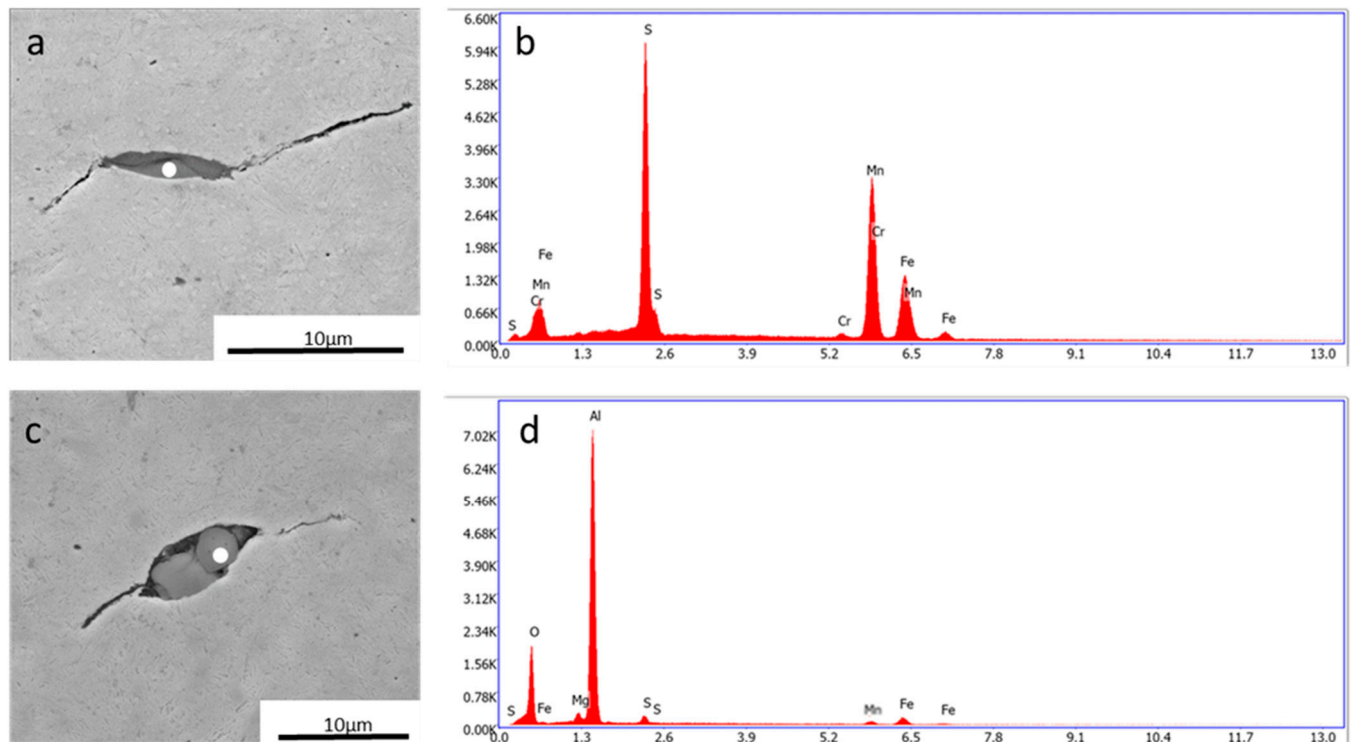 a
10µm
b
6.60K
5.94K
5.28K
4.62K
3.96K
3.30K
2.64K
1.98K
1.32K
0.66K
0.00K
S
Mn
Cr
Fe
Fe
Mn
Mn
Cr
S
S
Cr
Fe
0.0 1.3 2.6 3.9 5.2 6.5 7.8 9.1 10.4 11.7 13.0
c
10µm
d
7.02K
6.24K
5.46K
4.68K
3.90K
3.12K
2.34K
1.56K
0.78K
0.00K
Al
O
Mg
S
S
Fe
S
Mn
Fe
Fe
0.0 1.3 2.6 3.9 5.2 6.5 7.8 9.1 10.4 11.7 13.0